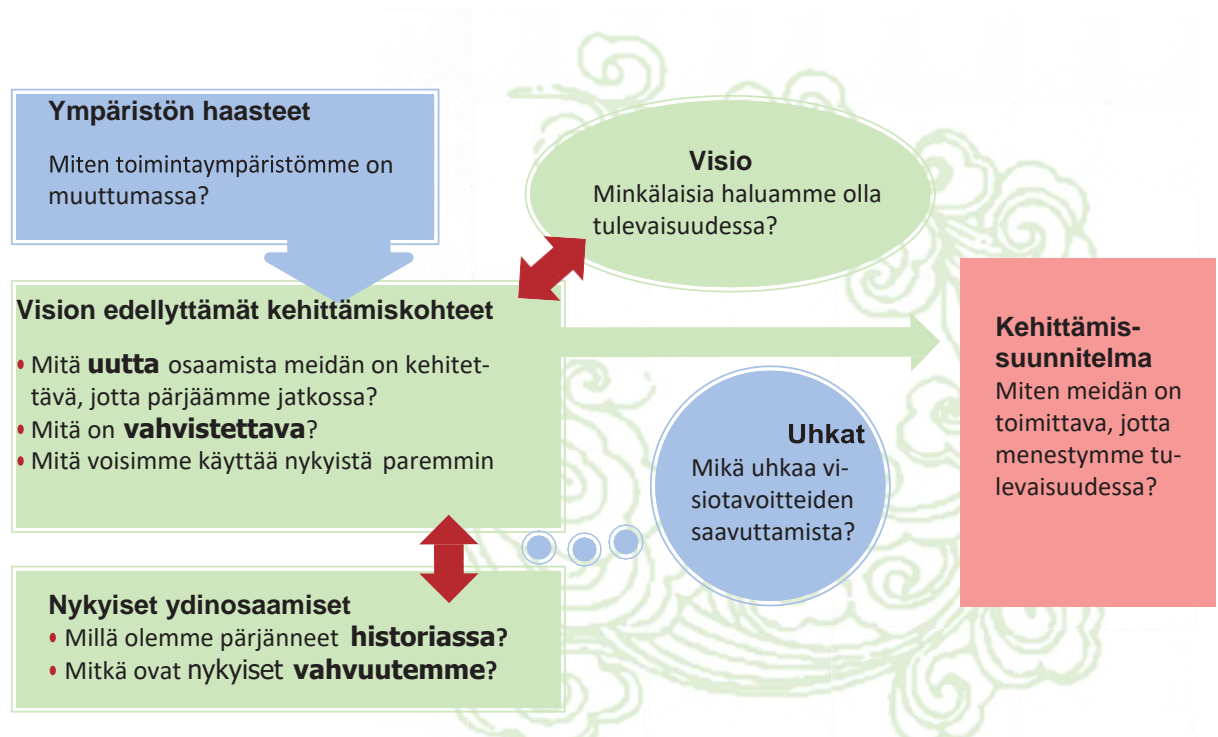 Ympäristön haasteet
Miten toimintaympäristömme on
muuttumassa?
Visio
Minkälaisia haluamme olla
tulevaisuudessa?
Vision edellyttämät kehittämiskohteet
• Mitä uutta osaamista meidän on kehitet-
tävä, jotta pärjäämme jatkossa?
• Mitä on vahvistettava?
• Mitä voisimme käyttää nykyistä paremmin
Uhkat
Mikä uhkaa vi-
siotavoitteiden
saavuttamista?
Kehittämis-
suunnitelma
Miten meidän on
toimittava, jotta
menestymme tu-
levaisuudessa?
Nykyiset ydinosaamiset
• Millä olemme pärjänneet historiassa?
• Mitkä ovat nykyiset vahvuutemme?